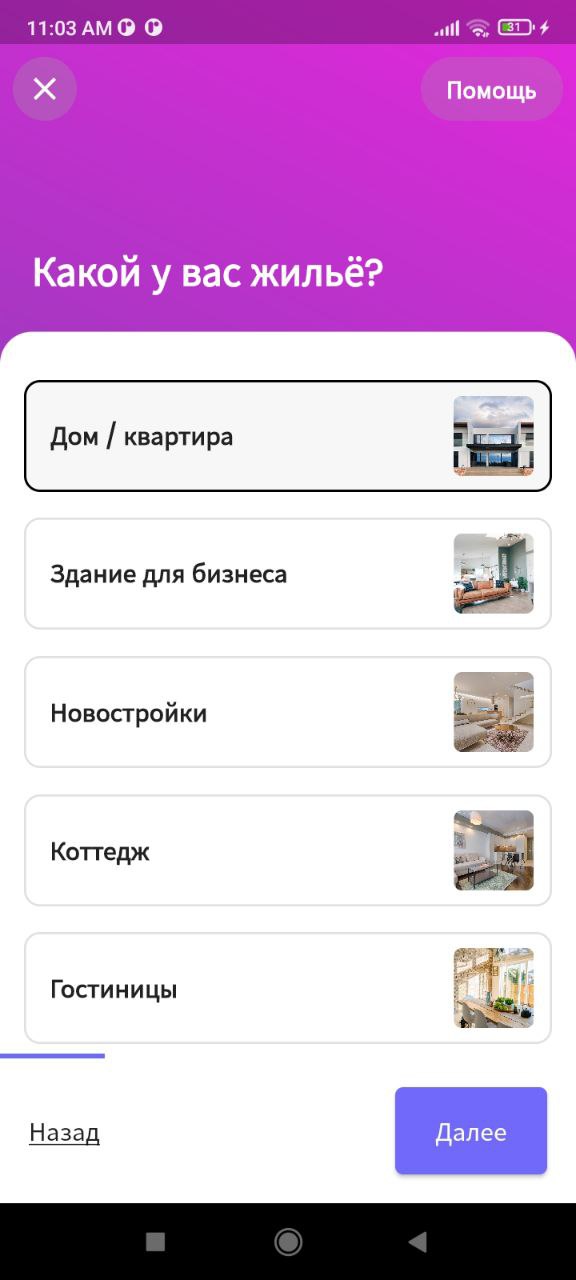 11:03 AM
31
Помощь
Какой у вас жильё?
Дом / квартира
Здание для бизнеса
Новостройки
Коттедж
Гостиницы
Назад
Далее